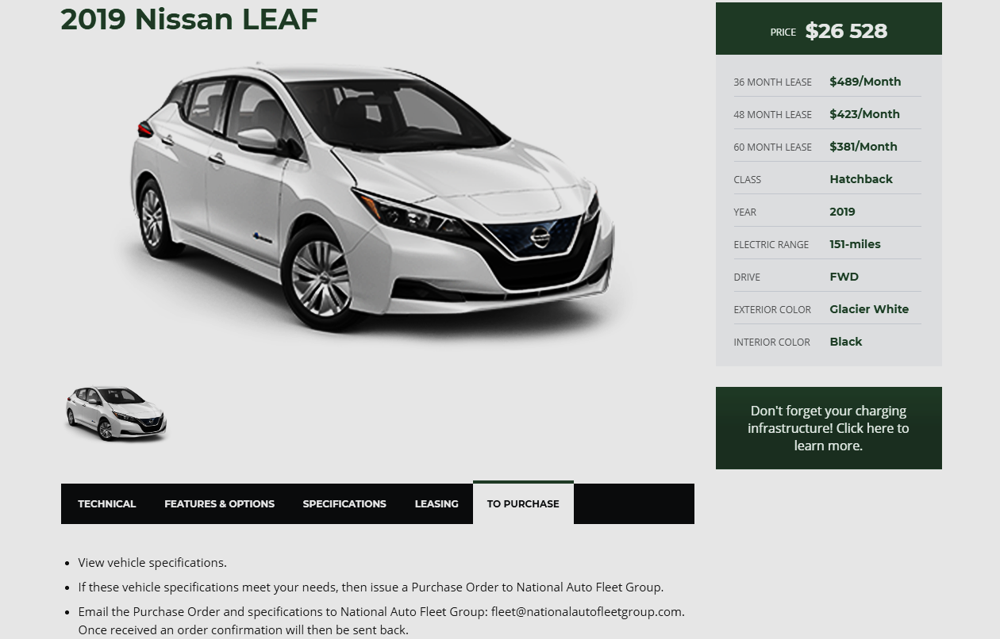 2019 Nissan LEAF
PRICE $26 528
36 MONTH LEASE $489/Month
48 MONTH LEASE $423/Month
60 MONTH LEASE $381/Month
CLASS Hatchback
YEAR 2019
ELECTRIC RANGE 151-miles
DRIVE FWD
EXTERIOR COLOR Glacier White
INTERIOR COLOR Black
Don't forget your charging
infrastructure! Click here to
learn more.
TECHNICAL FEATURES & OPTIONS SPECIFICATIONS LEASING TO PURCHASE
• View vehicle specifications.
• If these vehicle specifications meet your needs, then issue a Purchase Order to National Auto Fleet Group.
• Email the Purchase Order and specifications to National Auto Fleet Group: fleet@nationalautofleetgroup.com.
Once received an order confirmation will then be sent back.